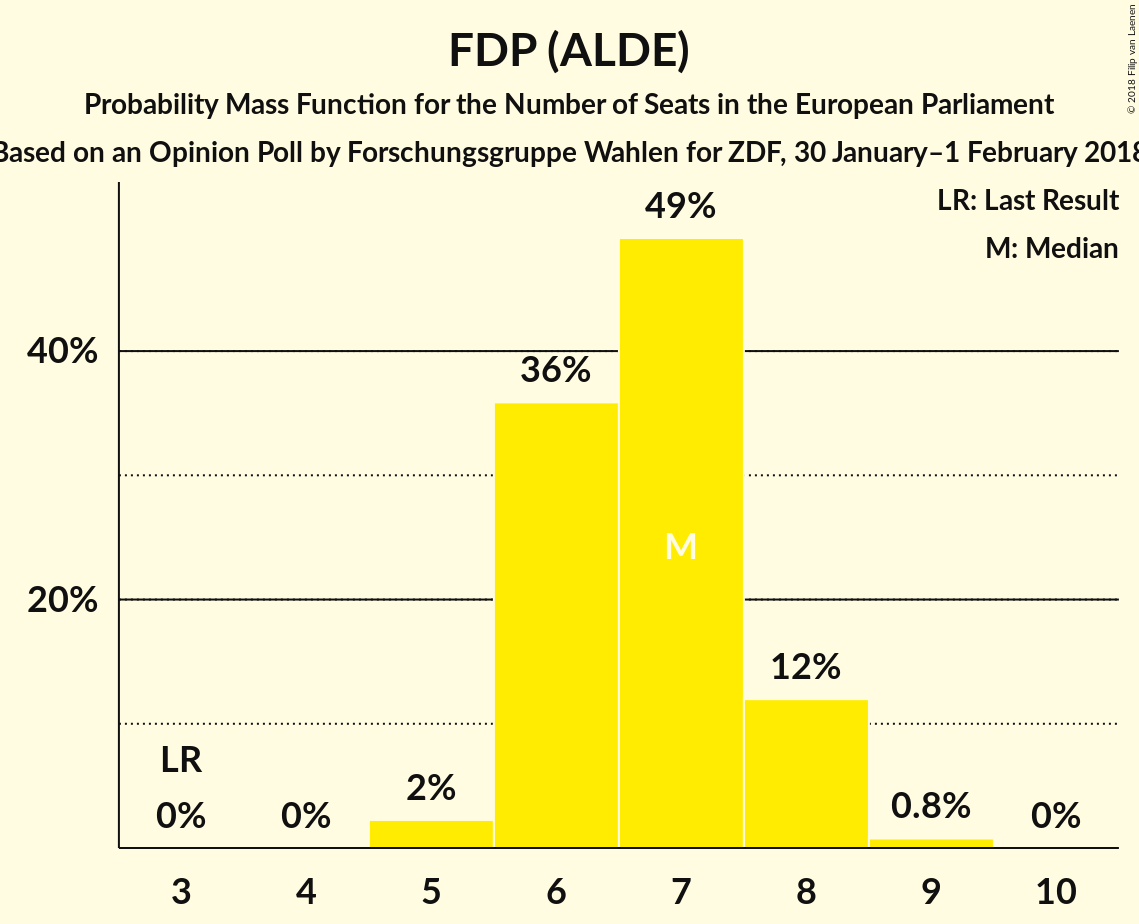 FDP (ALDE)
Probability Mass Function for the Number of Seats in the European Parliament
Based on an Opinion Poll by Forschungsgruppe Wahlen for ZDF, 30 January–1 February 2018
© 2018 Filip van Laenen
LR: Last Result
M: Median
49%
40%
36%
M
20%
12%
LR
2%
0.8%
0% 0% 0%
3 4 5 6 7 8 9 10